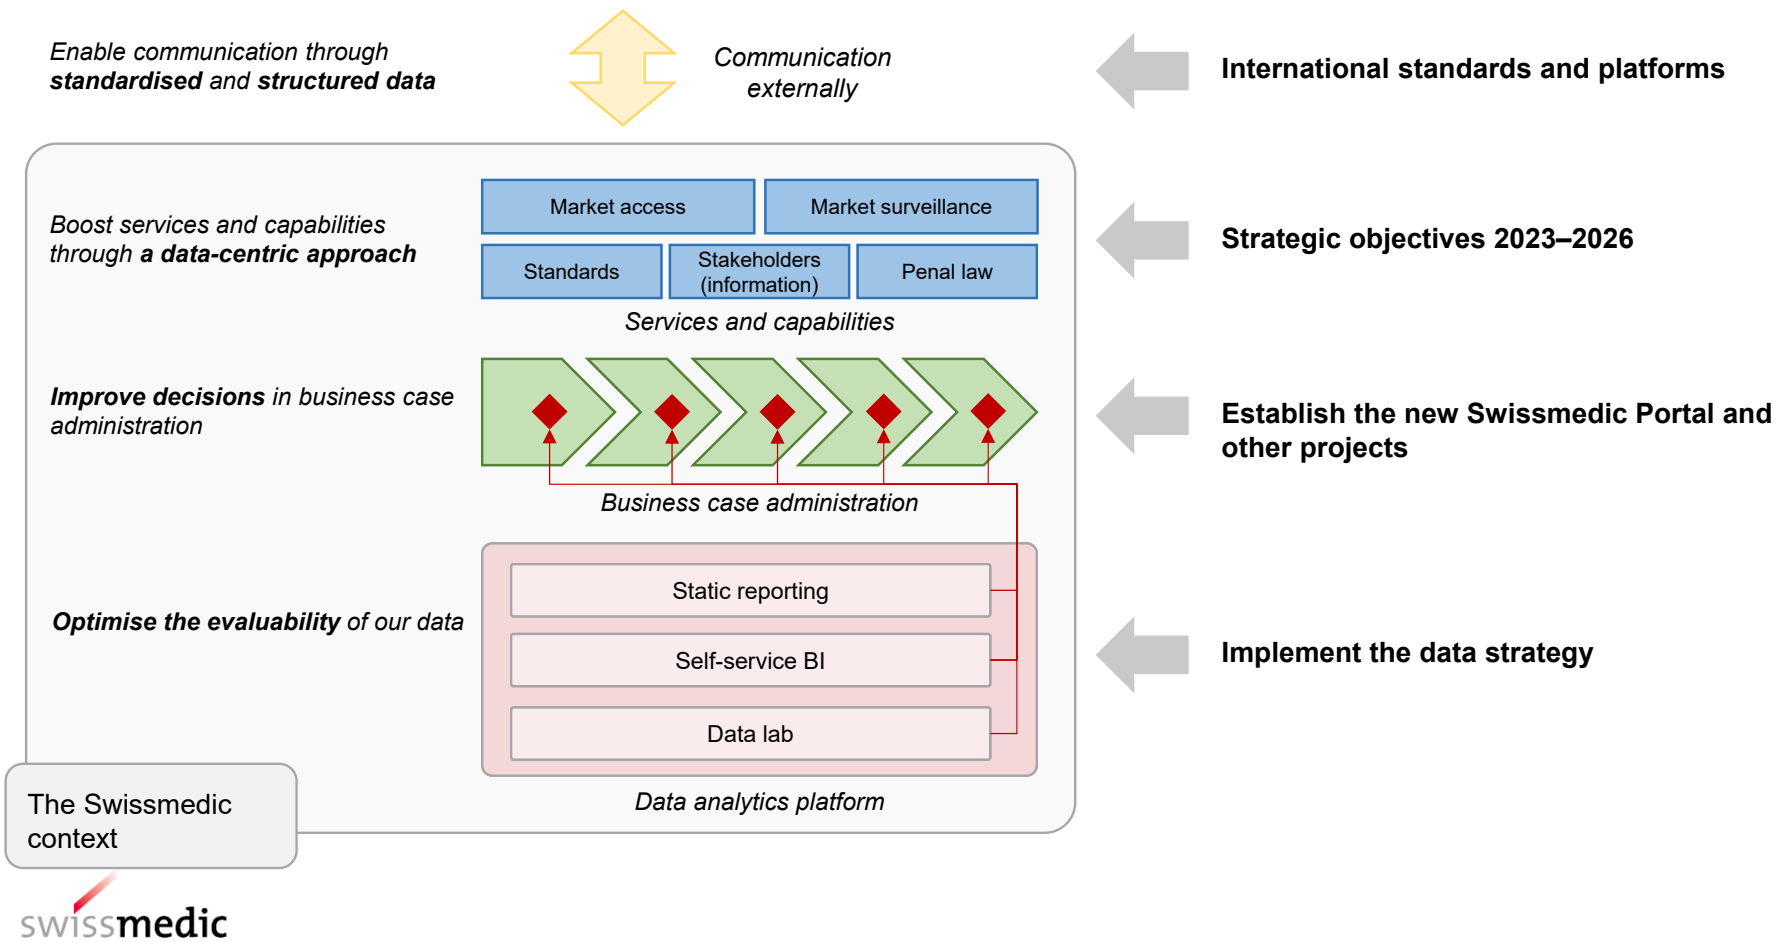 Enable communication through
standardised and structured data
Communication
externally
International standards and platforms
Boost services and capabilities
through a data-centric approach
Market access
Market surveillance
Standards
Stakeholders
(information)
Penal law
Services and capabilities
Strategic objectives 2023–2026
Improve decisions in business case
administration
Business case administration
Establish the new Swissmedic Portal and
other projects
Optimise the evaluability of our data
Static reporting
Self-service BI
Data lab
Data analytics platform
Implement the data strategy
The Swissmedic
context
swissmedic